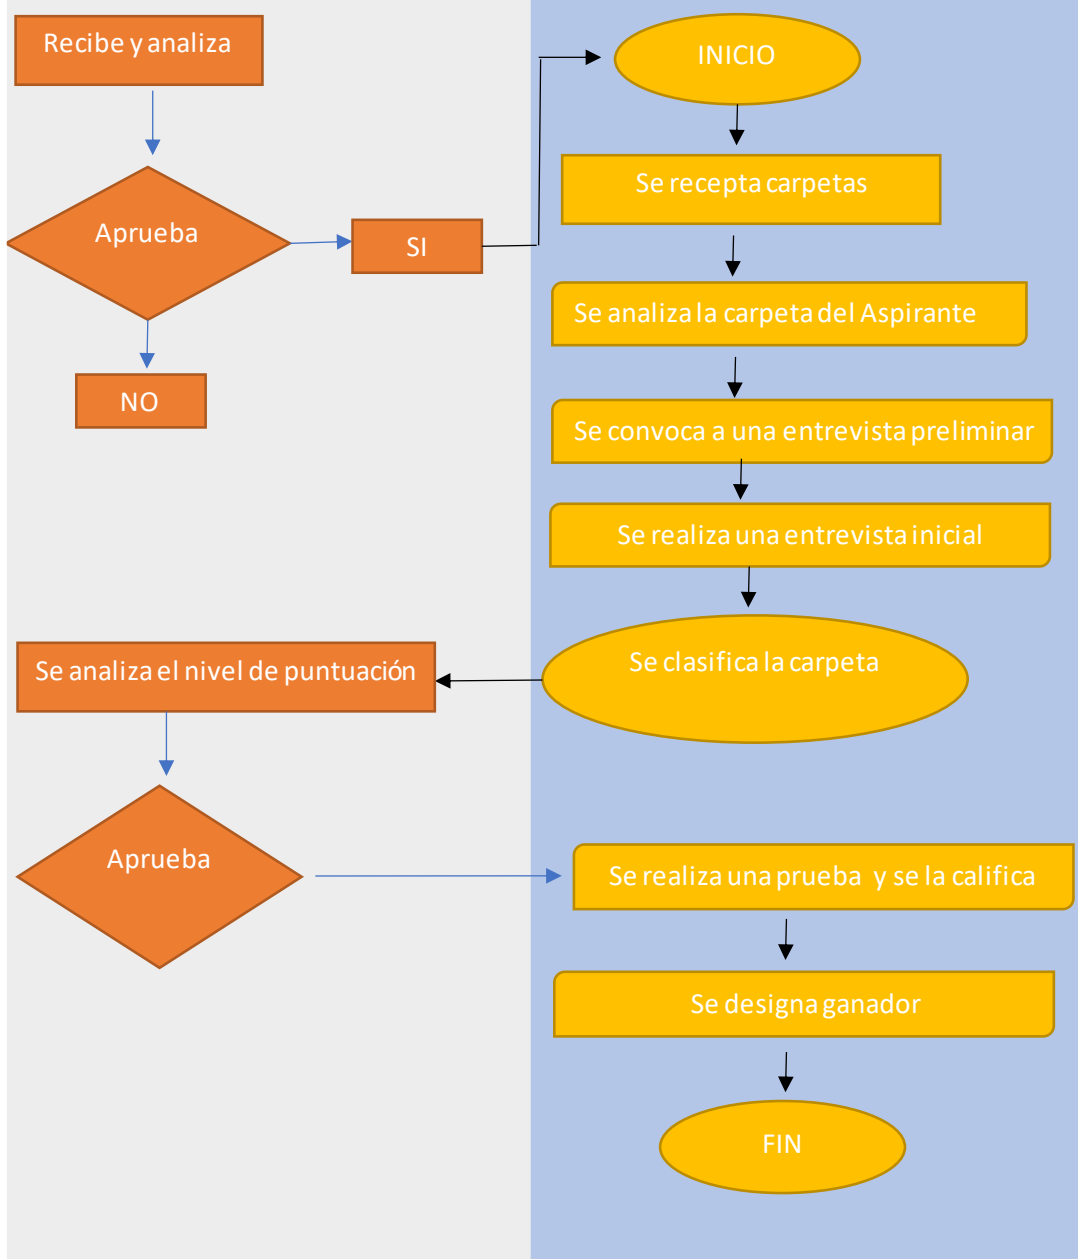 Recibe y analiza
Aprueba
SI
NO
INICIO
Se recepta carpetas
Se analiza la carpeta del Aspirante
Se convoca a una entrevista preliminar
Se realiza una entrevista inicial
Se clasifica la carpeta
Se analiza el nivel de puntuación
Aprueba
Se realiza una prueba y se la califica
Se designa ganador
FIN